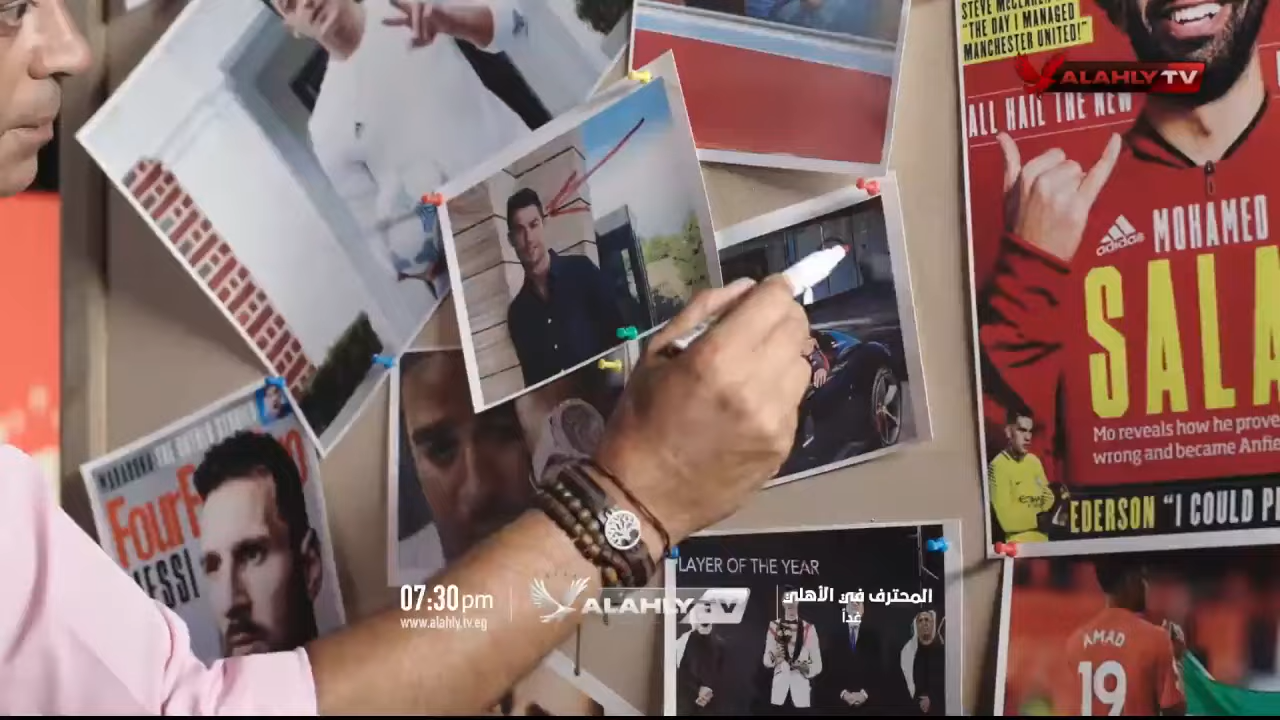 STEVE MCCLAREN
"THE DAY I MANAGED
MANCHESTER UNITED!"
ALAHLY TV
ALL HAIL THE NEW
adidas
MOHAMED
SALA
Mo reveals how he prove
wrong and became Anfie
EDERSON "I COULD PL
MARADONA
FourF
MESSI
PLAYER OF THE YEAR
07:30 pm
www.alahly.tv.eg
ALAHLY TV
المحترف في الأهلي
غداً
AMAD
19